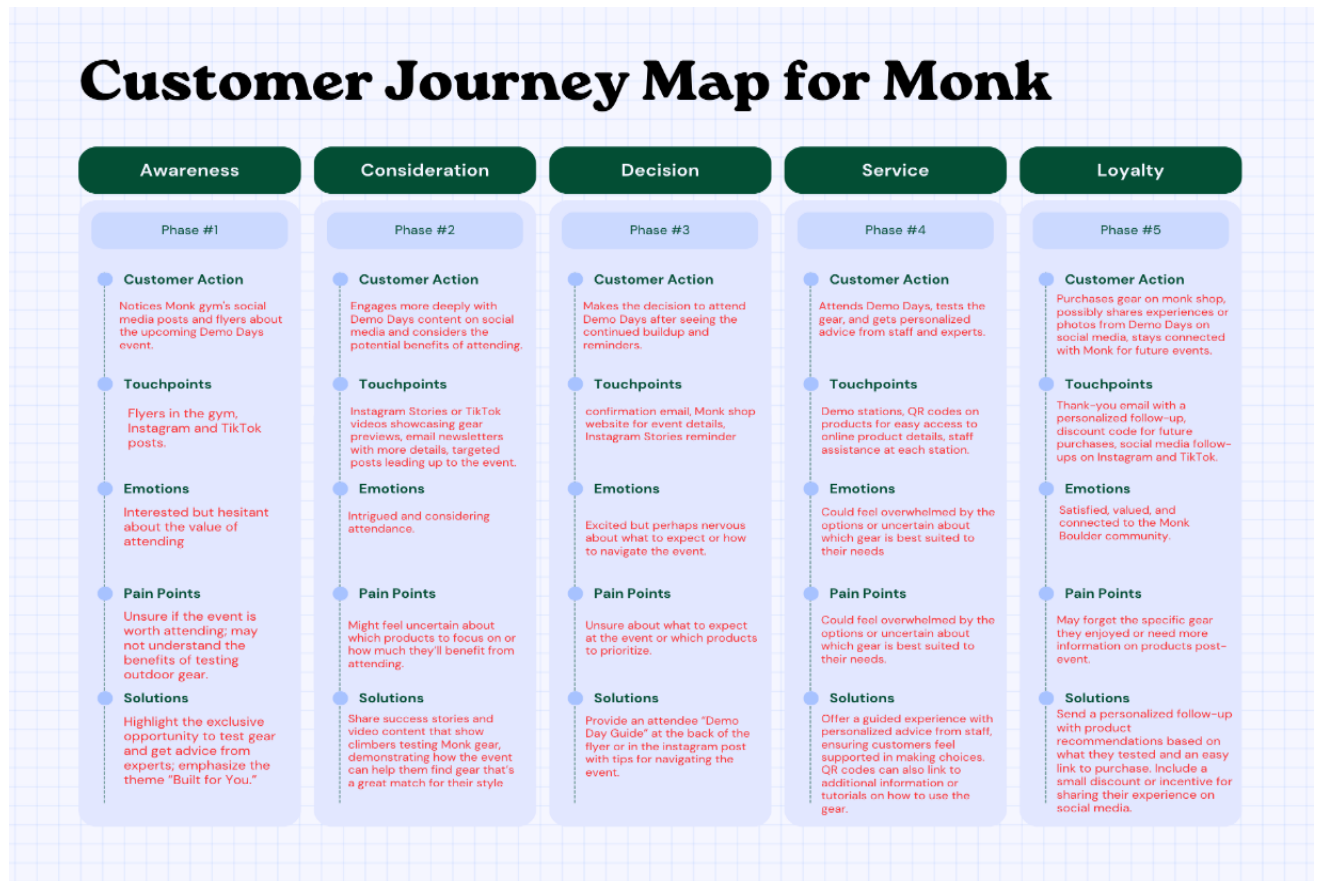 Customer Journey Map for Monk
Awareness
Phase #1
Customer Action
Notices Monk gym's social
media posts and flyers about
the upcoming Demo Days
event.
Touchpoints
Flyers in the gym,
Instagram and TikTok
posts.
Emotions
Interested but hesitant
about the value of
attending
Pain Points
Unsure if the event is
worth attending; may
not understand the
benefits of testing
outdoor gear.
Solutions
Highlight the exclusive
opportunity to test gear
and get advice from
experts; emphasize the
theme "Built for You."
Consideration
Phase #2
Customer Action
Engages more deeply with
Demo Days content on social
media and considers the
potential benefits of attending.
Touchpoints
Instagram Stories or TikTok
videos showcasing gear
previews, email newsletters
with more details, targeted
posts leading up to the event.
Emotions
Intrigued and considering
attendance.
Pain Points
Might feel uncertain about
which products to focus on or
how much they'll benefit from
attending.
Solutions
Share success stories and
video content that show
climbers testing Monk gear,
demonstrating how the event
can help them find gear that's
a great match for their style
Decision
Phase #3
Customer Action
Makes the decision to attend
Demo Days after seeing the
continued buildup and
reminders.
Touchpoints
confirmation email, Monk shop
website for event details,
Instagram Stories reminder
Emotions
Excited but perhaps nervous
about what to expect or how
to navigate the event.
Pain Points
Unsure about what to expect
at the event or which products
to prioritize.
Solutions
Provide an attendee "Demo
Day Guide" at the back of the
flyer or in the instagram post
with tips for navigating the
event.
Service
Phase #4
Customer Action
Attends Demo Days, tests the
gear, and gets personalized
advice from staff and experts.
Touchpoints
Demo stations, QR codes on
products for easy access to
online product details, staff
assistance at each station.
Emotions
Could feel overwhelmed by the
options or uncertain about
which gear is best suited to
their needs
Pain Points
Could feel overwhelmed by the
options or uncertain about
which gear is best suited to
their needs.
Solutions
Offer a guided experience with
personalized advice from staff,
ensuring customers feel
supported in making choices.
QR codes can also link to
additional information or
tutorials on how to use the
gear.
Loyalty
Phase #5
Customer Action
Purchases gear on monk shop,
possibly shares experiences or
photos from Demo Days on
social media, stays connected
with Monk for future events.
Touchpoints
Thank-you email with a
personalized follow-up,
discount code for future
purchases, social media follow-
ups on Instagram and TikTok.
Emotions
Satisfied, valued, and
connected to the Monk
Boulder community.
Pain Points
May forget the specific gear
they enjoyed or need more
information on products post-
event.
Solutions
Send a personalized follow-up
with product
recommendations based on
what they tested and an easy
link to purchase. Include a
small discount or incentive for
sharing their experience on
social media.